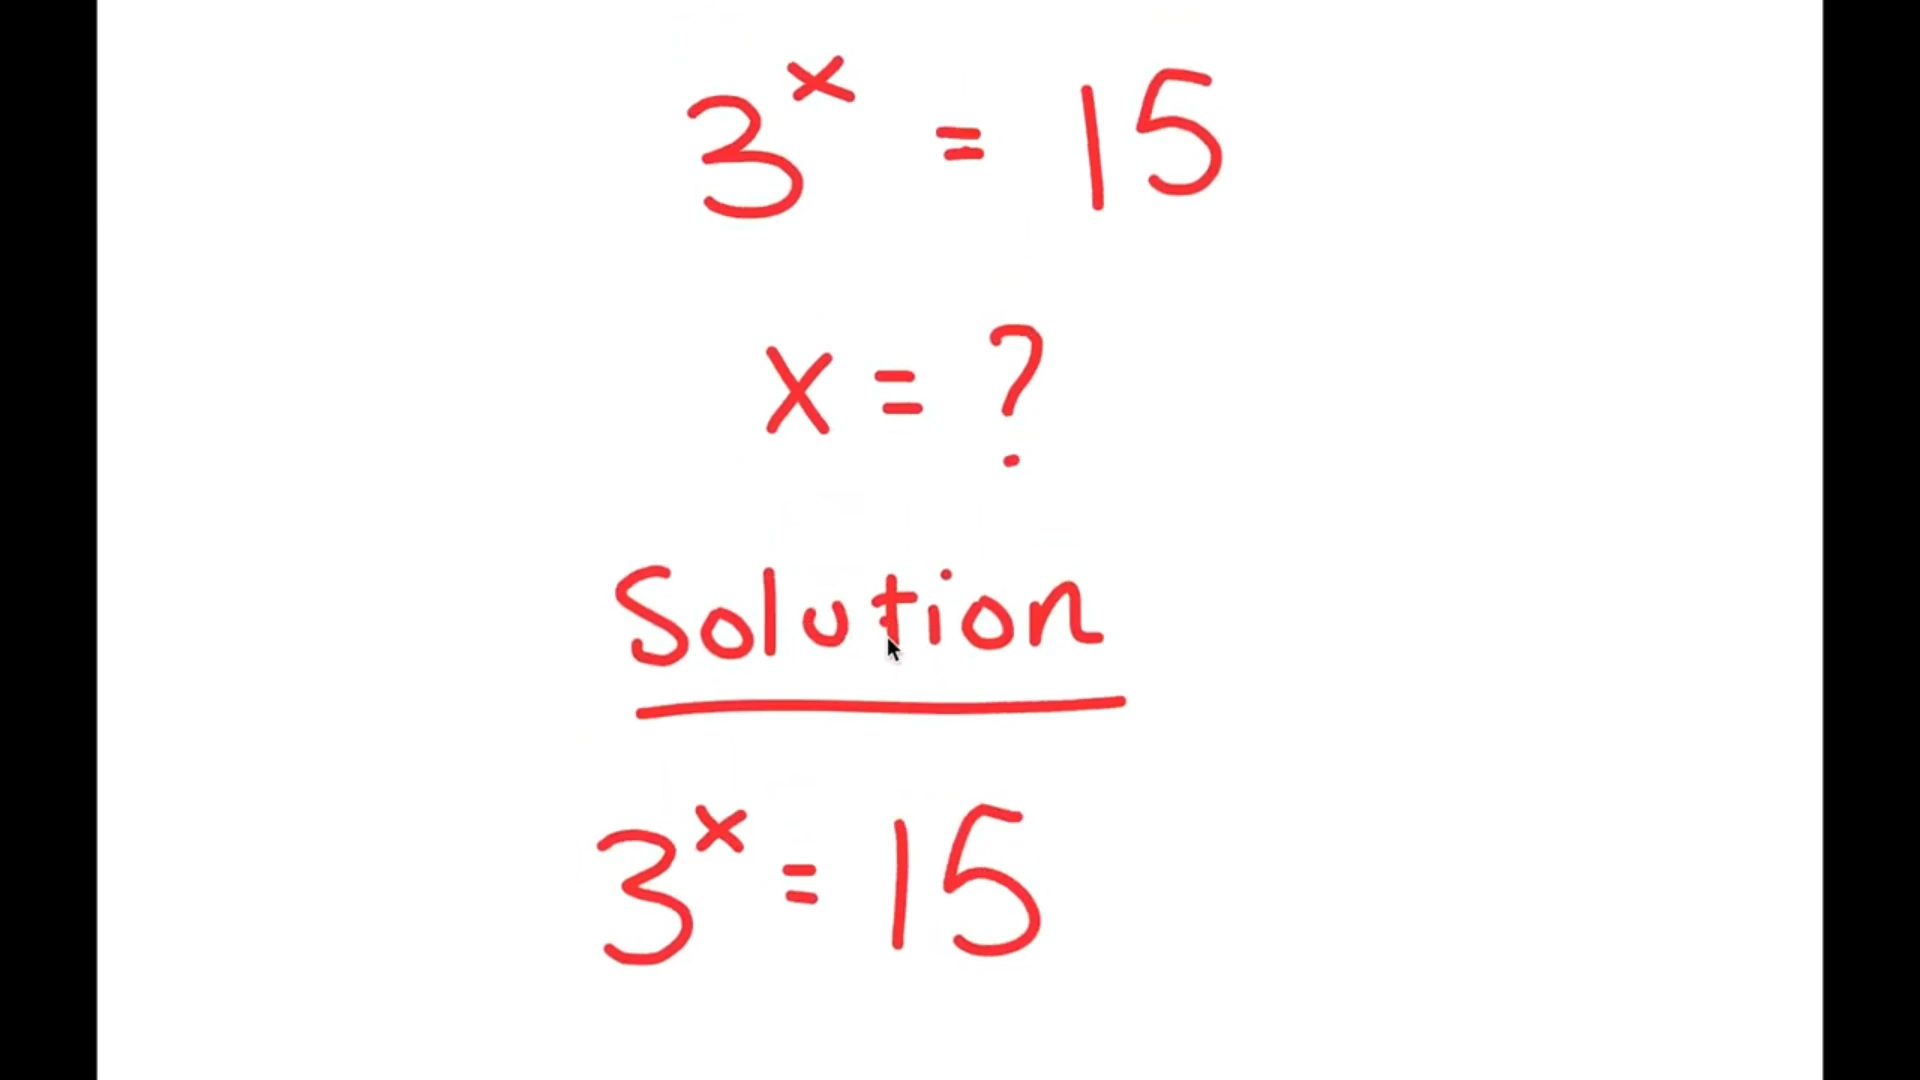 3^x = 15
x = ?
Solution
3^x = 15